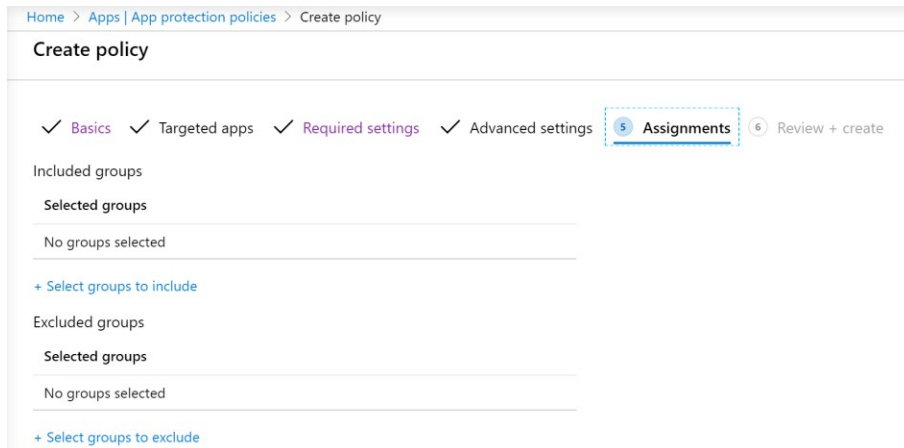 Home > Apps | App protection policies > Create policy
Create policy
Basics Targeted apps Required settings Advanced settings 5 Assignments 6 Review + create
Included groups
Selected groups
No groups selected
+ Select groups to include
Excluded groups
Selected groups
No groups selected
+ Select groups to exclude